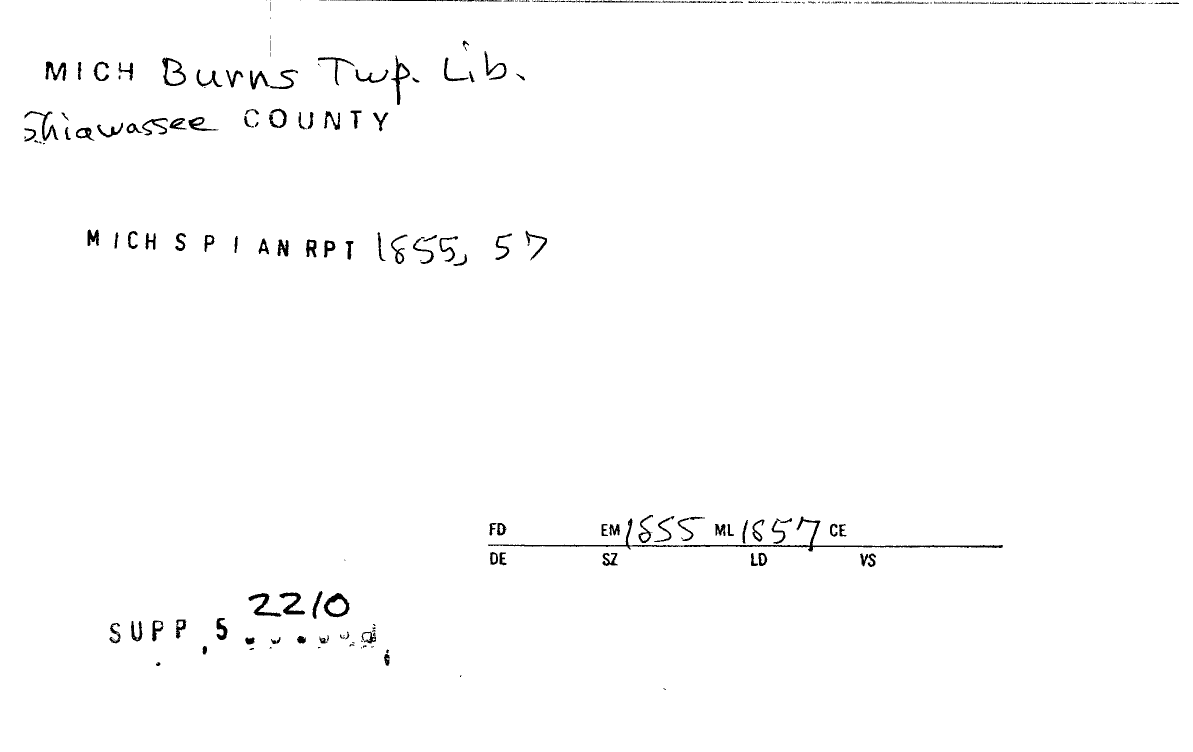 MICH Burns Twp. Lib.
Shiawassee COUNTY
MICH S P I AN RPT 1855, 57
FD EM 1855 ML 1857 CE
DE SZ LD VS
2210
SUPP, 5